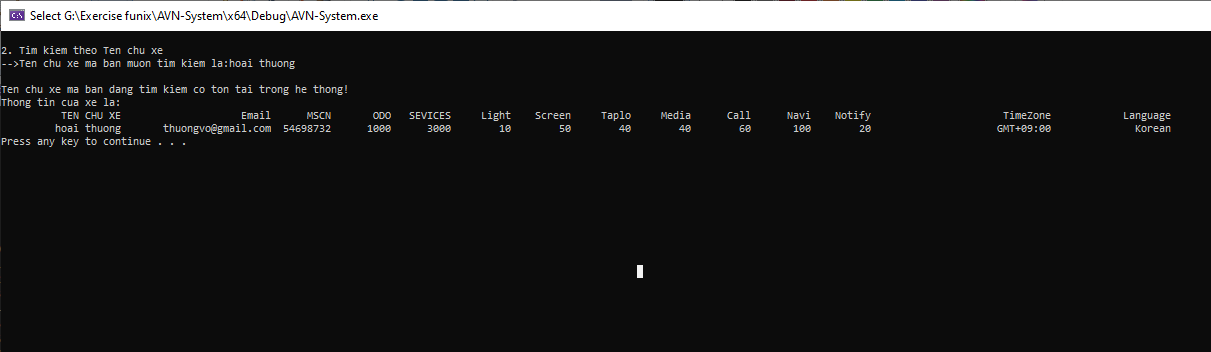 Select G:\Exercise funix\AVN-System\x64\Debug\AVN-System.exe
2. Tim kiem theo Ten chu xe
-->Ten chu xe ma ban muon tim kiem la:hoai thuong
Ten chu xe ma ban dang tim kiem co ton tai trong he thong!
Thong tin cua xe la:
TEN CHU XE Email MSCN ODO SEVICES Light Screen Taplo Media Call Navi Notify TimeZone Language
hoai thuong thuongvo@gmail.com 54698732 1000 3000 10 50 40 40 60 100 20 GMT+09:00 Korean
Press any key to continue . . .